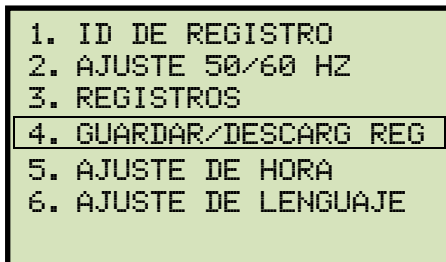 1. ID DE REGISTRO
2. AJUSTE 50/60 HZ
3. REGISTROS
4. GUARDAR/DESCARG REG
5. AJUSTE DE HORA
6. AJUSTE DE LENGUAJE